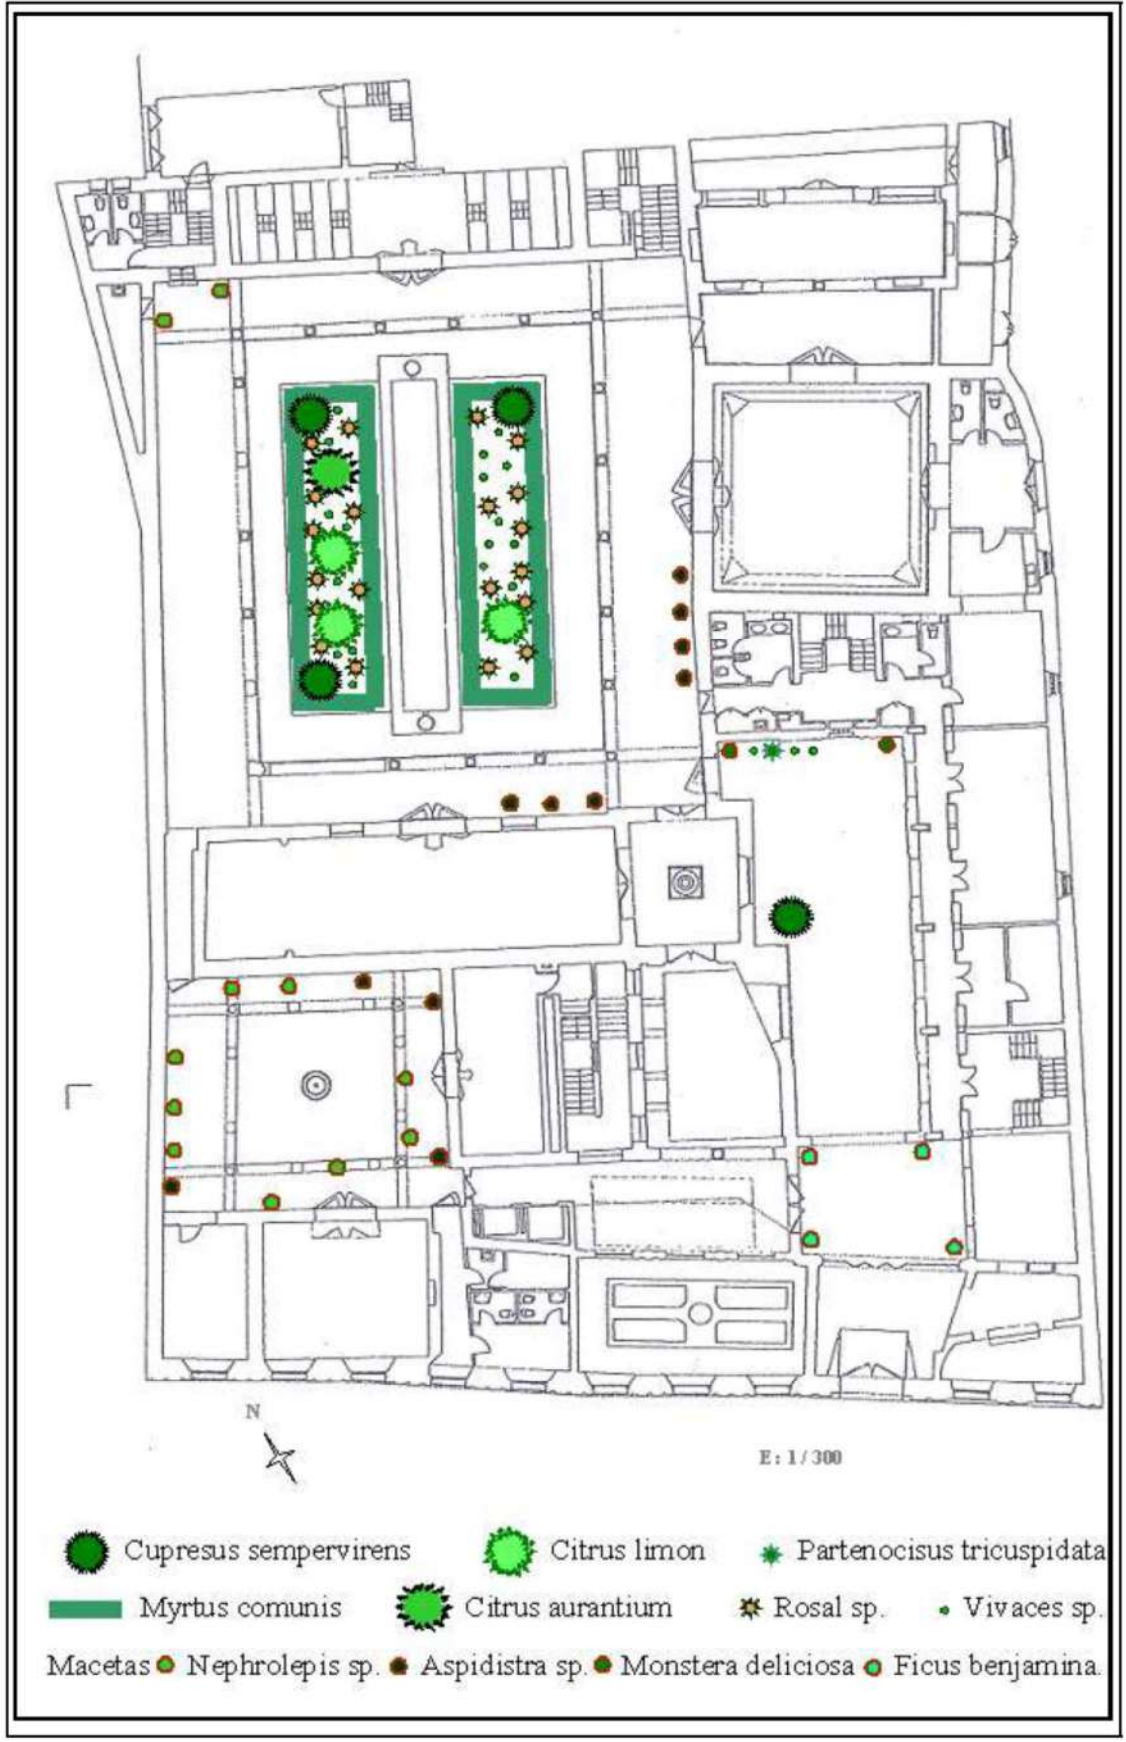 N
E: 1 / 300
Cupresus sempervirens Citrus limon Partenocisus tricuspidata
Myrtus comunis Citrus aurantium Rosal sp. Vivaces sp.
Macetas Nephrolepis sp. Aspidistra sp. Monstera deliciosa Ficus benjamina.